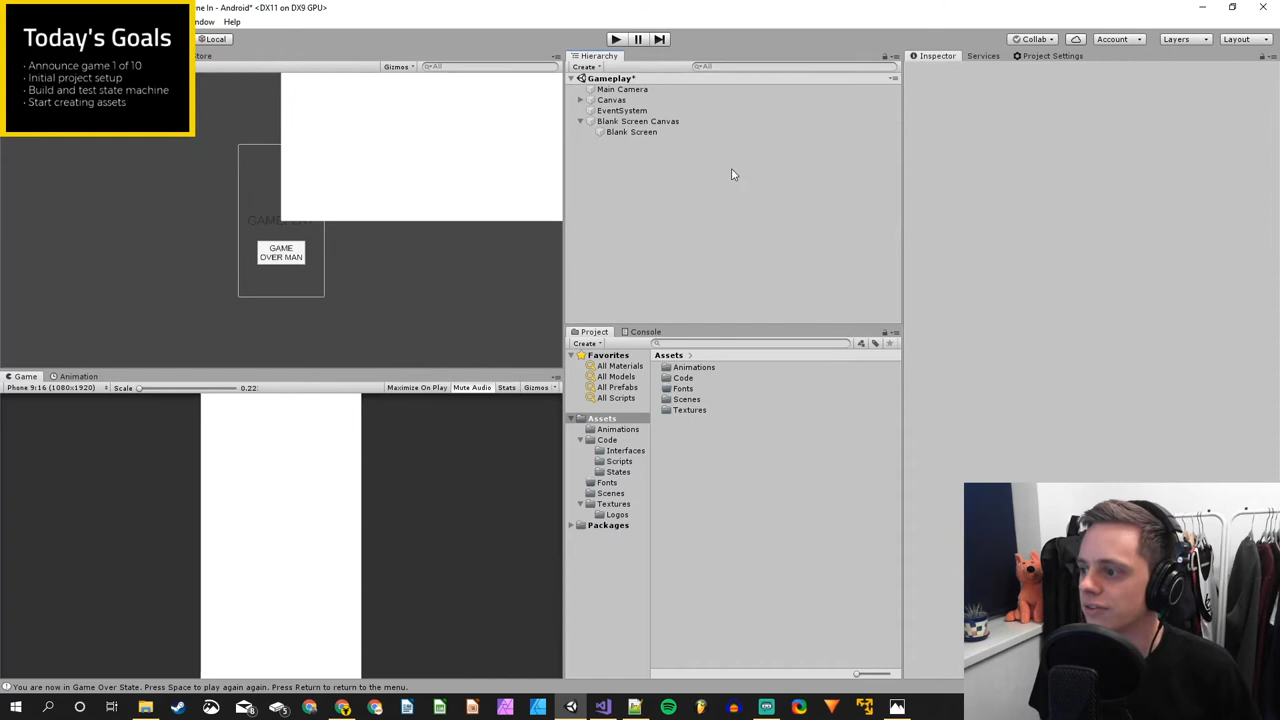 Today's Goals
· Announce game 1 of 10
· Initial project setup
· Build and test state machine
· Start creating assets
ne In - Android* <DX11 on DX9 GPU>
ndow Help
Local
Collab
Account
Layers
Layout
tore
Gizmos
All
GAME
OVER MAN
Hierarchy
Create
All
Gameplay*
Main Camera
Canvas
EventSystem
Blank Screen Canvas
Blank Screen
Inspector
Services
Project Settings
Project
Console
Create
Favorites
All Materials
All Models
All Prefabs
All Scripts
Assets
Animations
Code
Interfaces
Scripts
States
Fonts
Scenes
Textures
Logos
Packages
Assets
Animations
Code
Fonts
Scenes
Textures
Game
Animation
Phone 9:16 (1080x1920)
Scale
0.22
Maximize On Play
Mute Audio
Stats
Gizmos
You are now in Game Over State. Press Space to play again again. Press Return to return to the menu.